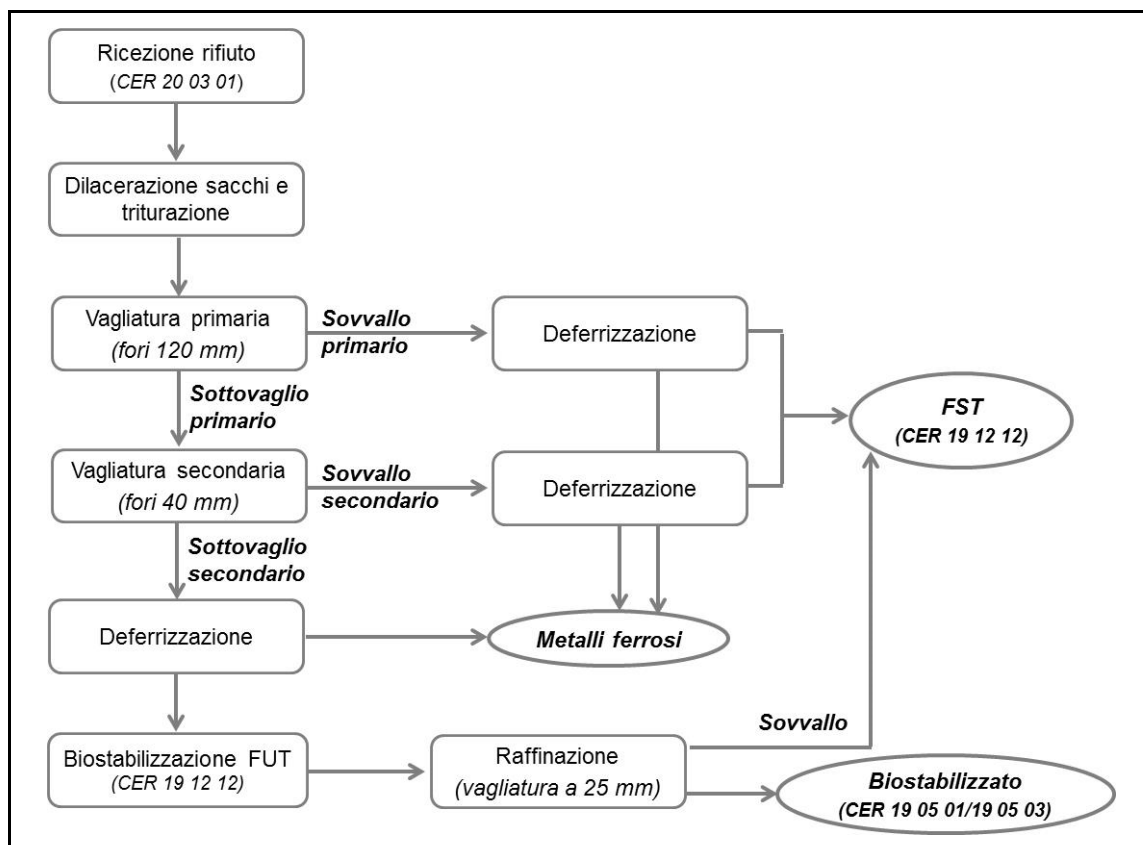 Ricezione rifiuto
(CER 20 03 01)
Dilacerazione sacchi e
triturazione
Vagliatura primaria
(fori 120 mm)
Sovvallo
primario
Deferrizzazione
Sottovaglio
primario
FST
(CER 19 12 12)
Vagliatura secondaria
(fori 40 mm)
Sovvallo
secondario
Deferrizzazione
Sottovaglio
secondario
Deferrizzazione
Metalli ferrosi
Biostabilizzazione FUT
(CER 19 12 12)
Raffinazione
(vagliatura a 25 mm)
Sovvallo
Biostabilizzato
(CER 19 05 01/19 05 03)